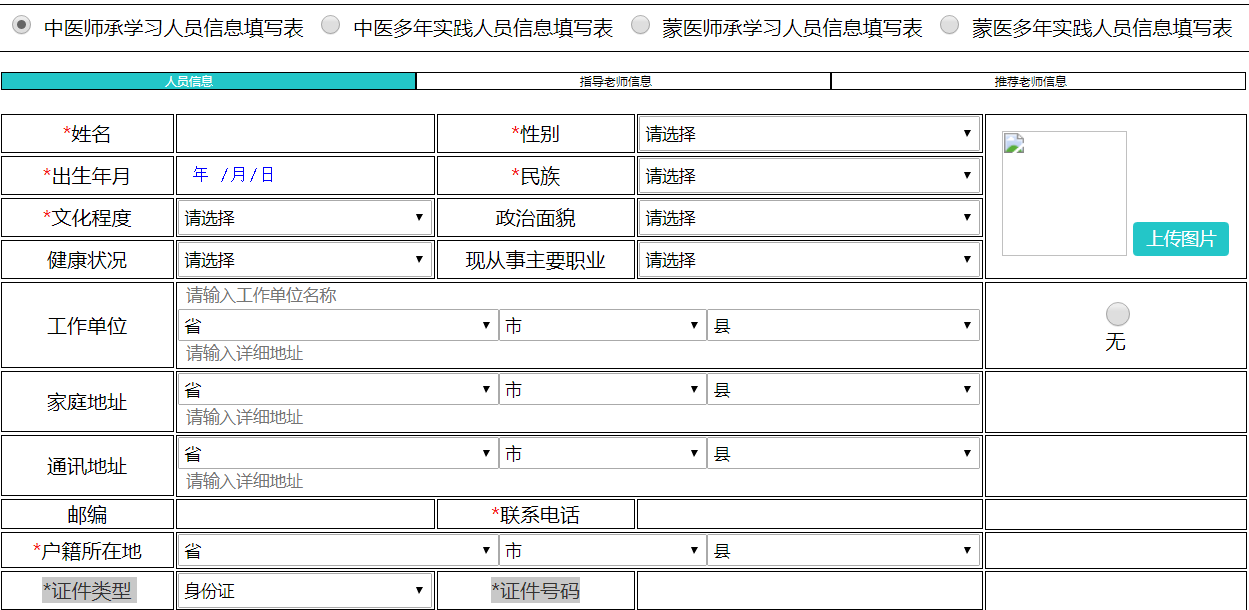 中医师承学习人员信息填写表 中医多年实践人员信息填写表 蒙医师承学习人员信息填写表 蒙医多年实践人员信息填写表
人员信息 指导老师信息 推荐老师信息
*姓名 *性别 请选择
*出生年月 年 /月/日 *民族 请选择
*文化程度 请选择 政治面貌 请选择
上传图片
健康状况 请选择 现从事主要职业 请选择
请输入工作单位名称
工作单位 省 市 县
请输入详细地址
无
家庭地址 省 市 县
请输入详细地址
通讯地址 省 市 县
请输入详细地址
邮编 *联系电话
*户籍所在地 省 市 县
*证件类型 身份证 *证件号码